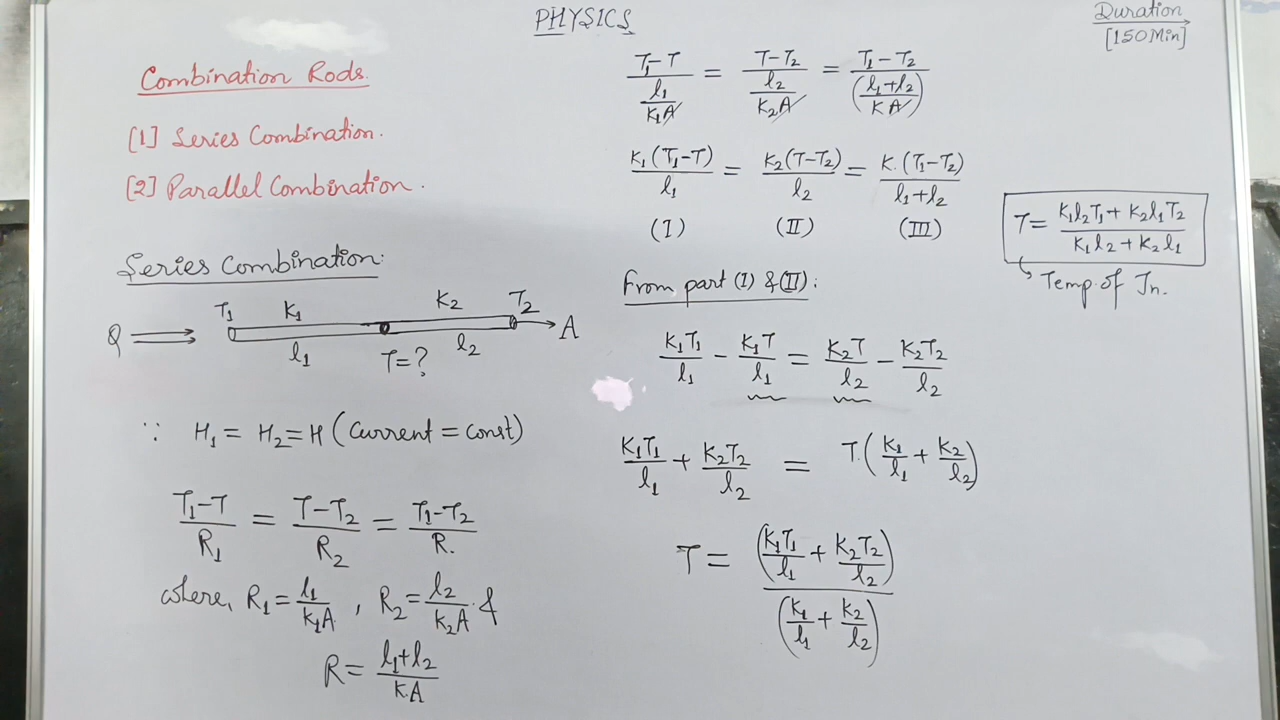 PHYSICS
Duration
[150 Min]
Combination Rods.
[1] Series Combination.
[2] Parallel Combination.
Series Combination:
T₁ K₁ K₂ T₂
Q ⟹ → A
l₁ T=? l₂
∵ H₁ = H₂ = H (Current = const)
(T₁-T)/R₁ = (T-T₂)/R₂ = (T₁-T₂)/R.
where, R₁ = l₁/(K₁A), R₂ = l₂/(K₂A) &
R = (l₁+l₂)/(K.A)
(T₁-T)/(l₁/(K₁A)) = (T-T₂)/(l₂/(K₂A)) = (T₁-T₂)/((l₁+l₂)/(KA))
K₁(T₁-T)/l₁ = K₂(T-T₂)/l₂ = K.(T₁-T₂)/(l₁+l₂)
(I) (II) (III)
From part (I) & (II):
K₁T₁/l₁ - K₁T/l₁ = K₂T/l₂ - K₂T₂/l₂
K₁T₁/l₁ + K₂T₂/l₂ = T.(K₁/l₁ + K₂/l₂)
T = (K₁T₁/l₁ + K₂T₂/l₂)/(K₁/l₁ + K₂/l₂)
T = (K₁l₂T₁ + K₂l₁T₂)/(K₁l₂ + K₂l₁)
↳ Temp. of Jn.